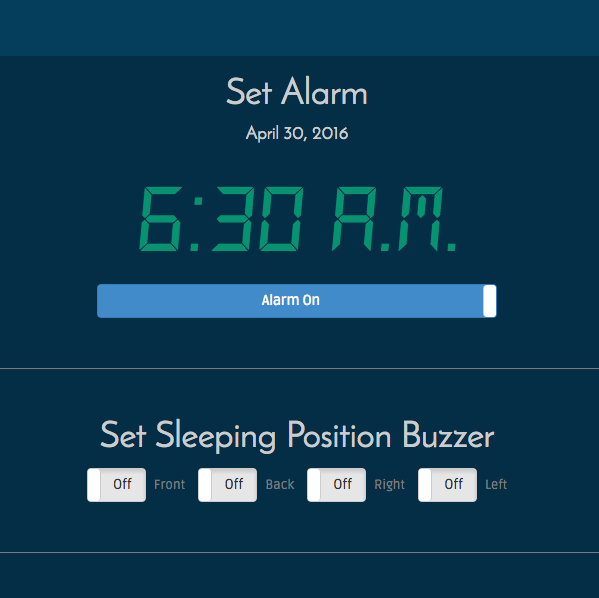 Set Alarm
April 30, 2016
6:30 A.M.
Alarm On
Set Sleeping Position Buzzer
Off Front Off Back Off Right Off Left